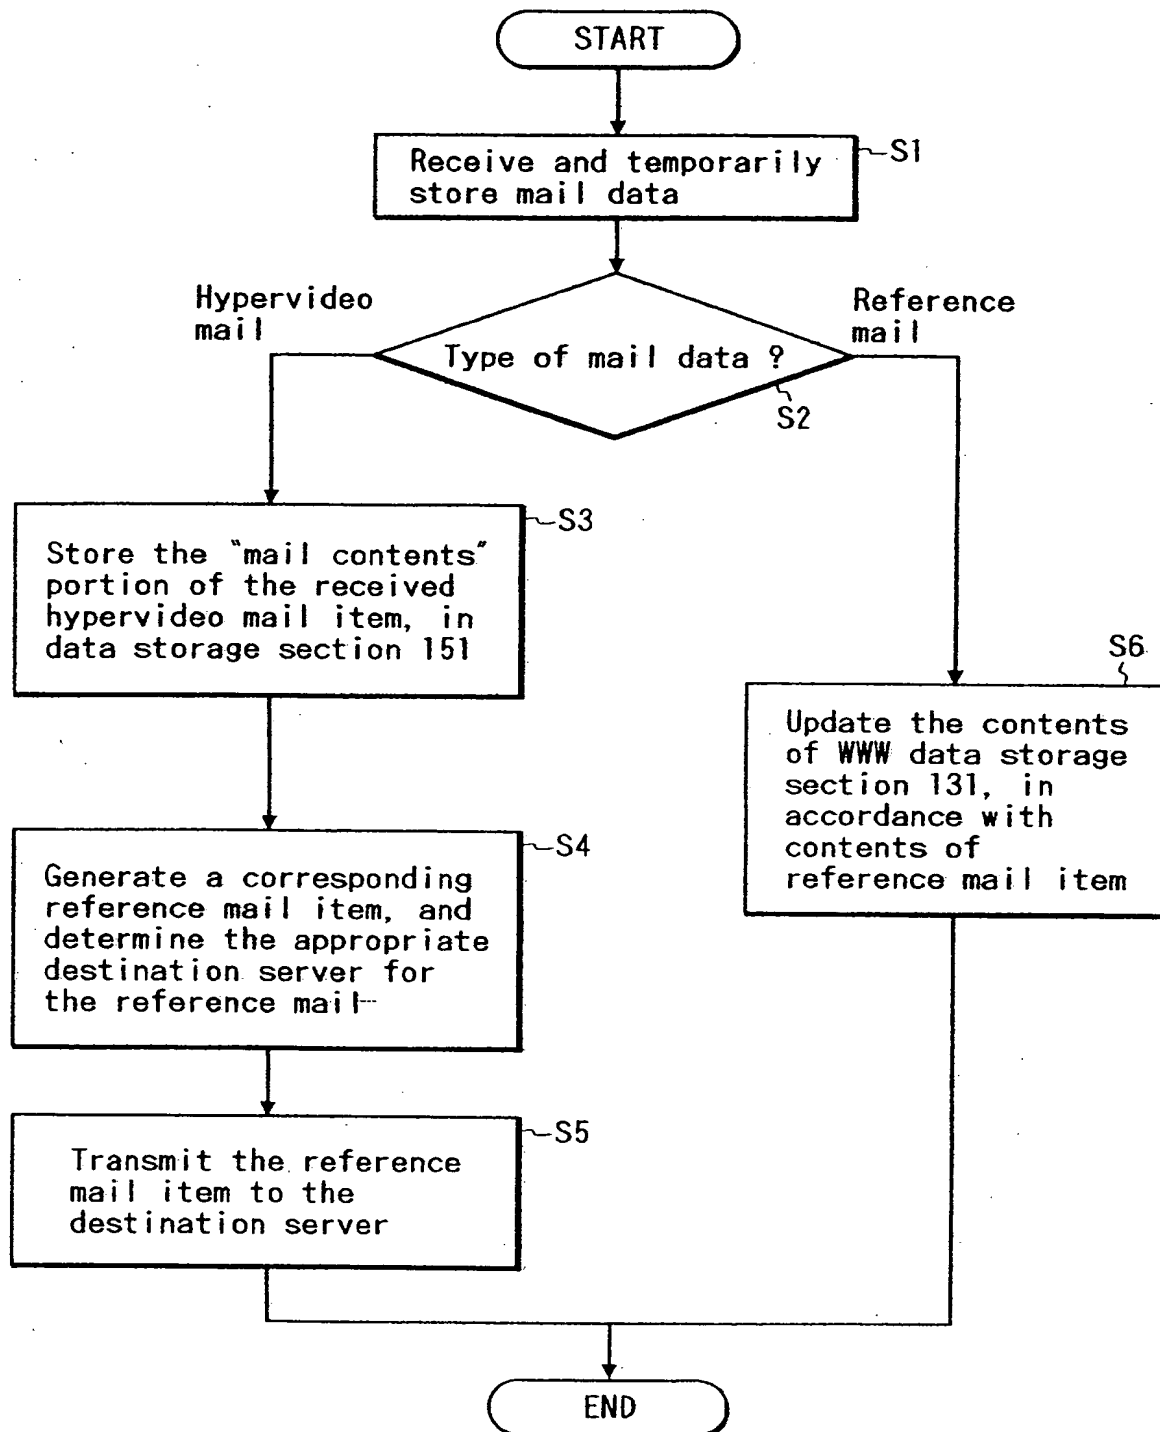 START
Receive and temporarily
store mail data
S1
Hypervideo
mail
Reference
mail
Type of mail data ?
S2
Store the "mail contents"
portion of the received
hypervideo mail item, in
data storage section 151
S3
S6
Update the contents
of WWW data storage
section 131, in
accordance with
contents of
reference mail item
S4
Generate a corresponding
reference mail item, and
determine the appropriate
destination server for
the reference mail
S5
Transmit the reference
mail item to the
destination server
END